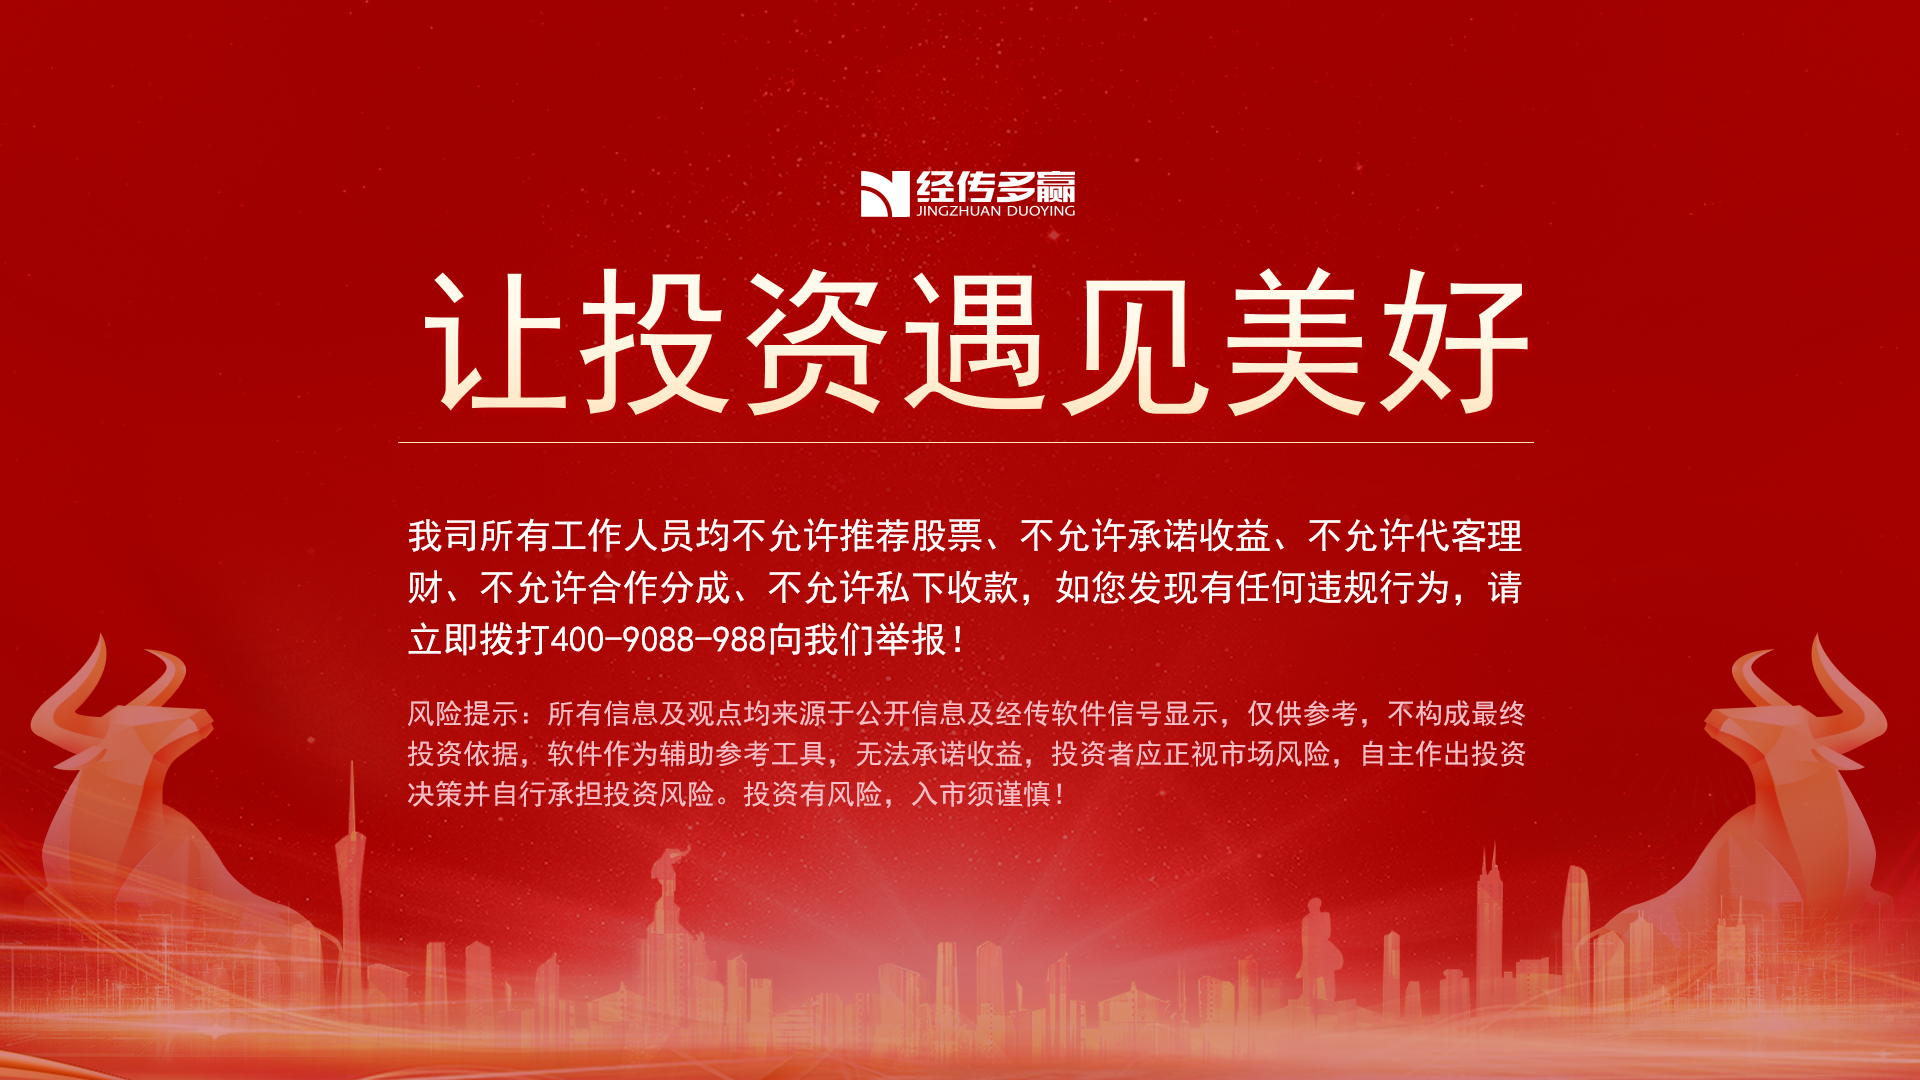 经传多赢
JINGZHUAN DUOYING
让投资遇见美好
我司所有工作人员均不允许推荐股票、不允许承诺收益、不允许代客理
财、不允许合作分成、不允许私下收款，如您发现有任何违规行为，请
立即拨打400-9088-988向我们举报！
风险提示：所有信息及观点均来源于公开信息及经传软件信号显示，仅供参考，不构成最终
投资依据，软件作为辅助参考工具，无法承诺收益，投资者应正视市场风险，自主作出投资
决策并自行承担投资风险。投资有风险，入市须谨慎！